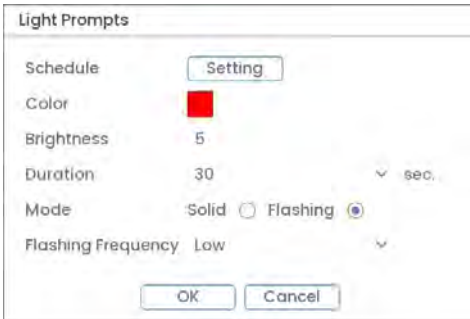 Light Prompts
Schedule Setting
Color
Brightness 5
Duration 30 sec.
Mode Solid Flashing
Flashing Frequency Low
OK Cancel